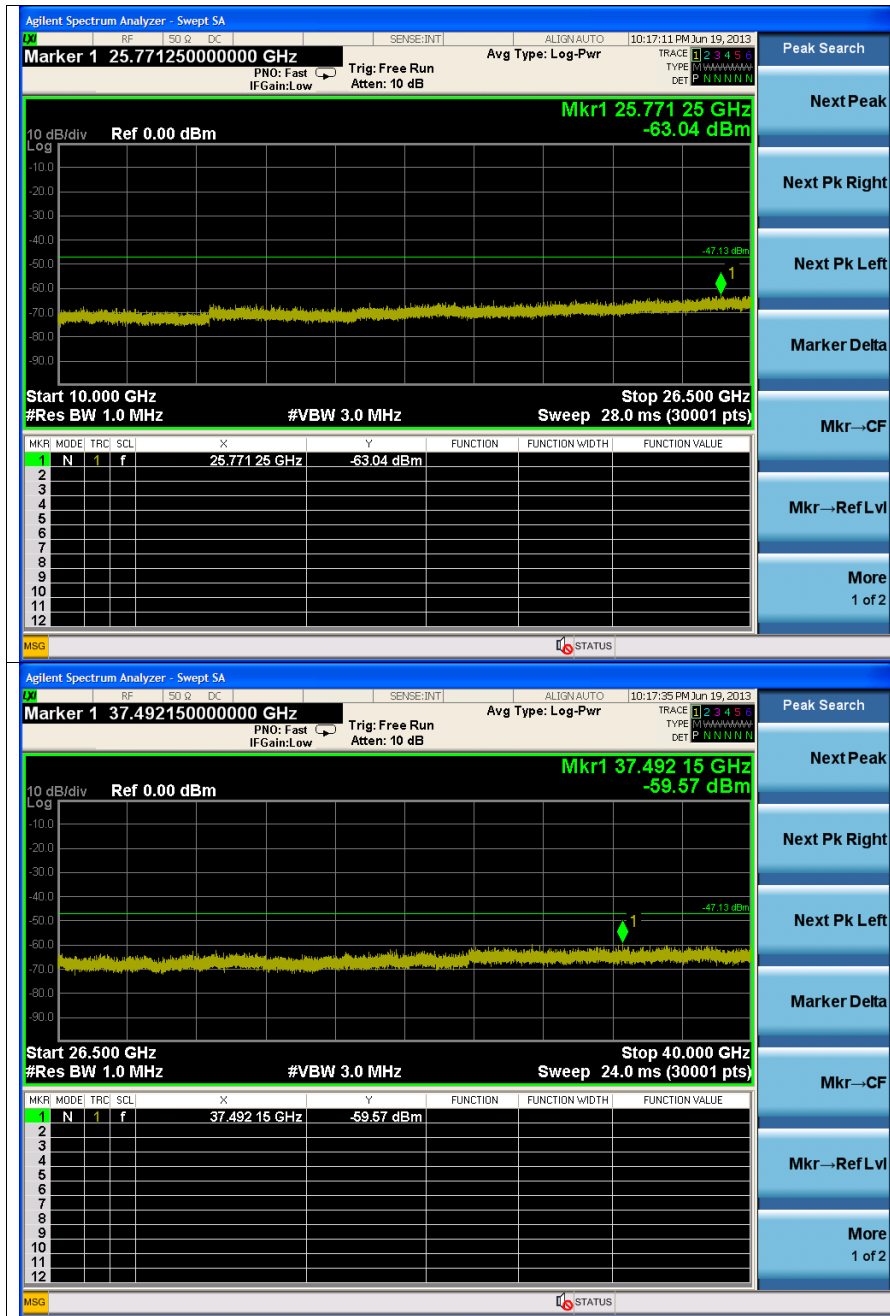 Agilent Spectrum Analyzer - Swept SA
LXI RF 50 Ω DC SENSE:INT ALIGN AUTO 10:17:11 PM Jun 19, 2013
Marker 1 25.771250000000 GHz
PNO: Fast
IFGain:Low
Trig: Free Run
Atten: 10 dB
Avg Type: Log-Pwr
TRACE 1 2 3 4 5 6
TYPE M W W W W W
DET P N N N N N
Mkr1 25.771 25 GHz
-63.04 dBm
10 dB/div Ref 0.00 dBm
Log
-10.0
-20.0
-30.0
-40.0
-47.13 dBm
-50.0
1
-60.0
-70.0
-80.0
-90.0
Start 10.000 GHz Stop 26.500 GHz
#Res BW 1.0 MHz #VBW 3.0 MHz Sweep 28.0 ms (30001 pts)
MKR MODE TRC SCL X Y FUNCTION FUNCTION WIDTH FUNCTION VALUE
1 N 1 f 25.771 25 GHz -63.04 dBm
2
3
4
5
6
7
8
9
10
11
12
MSG STATUS
Peak Search
Next Peak
Next Pk Right
Next Pk Left
Marker Delta
Mkr→CF
Mkr→Ref Lvl
More
1 of 2
Agilent Spectrum Analyzer - Swept SA
LXI RF 50 Ω DC SENSE:INT ALIGN AUTO 10:17:35 PM Jun 19, 2013
Marker 1 37.492150000000 GHz
PNO: Fast
IFGain:Low
Trig: Free Run
Atten: 10 dB
Avg Type: Log-Pwr
TRACE 1 2 3 4 5 6
TYPE M W W W W W
DET P N N N N N
Mkr1 37.492 15 GHz
-59.57 dBm
10 dB/div Ref 0.00 dBm
Log
-10.0
-20.0
-30.0
-40.0
-47.13 dBm
-50.0
1
-60.0
-70.0
-80.0
-90.0
Start 26.500 GHz Stop 40.000 GHz
#Res BW 1.0 MHz #VBW 3.0 MHz Sweep 24.0 ms (30001 pts)
MKR MODE TRC SCL X Y FUNCTION FUNCTION WIDTH FUNCTION VALUE
1 N 1 f 37.492 15 GHz -59.57 dBm
2
3
4
5
6
7
8
9
10
11
12
MSG STATUS
Peak Search
Next Peak
Next Pk Right
Next Pk Left
Marker Delta
Mkr→CF
Mkr→Ref Lvl
More
1 of 2